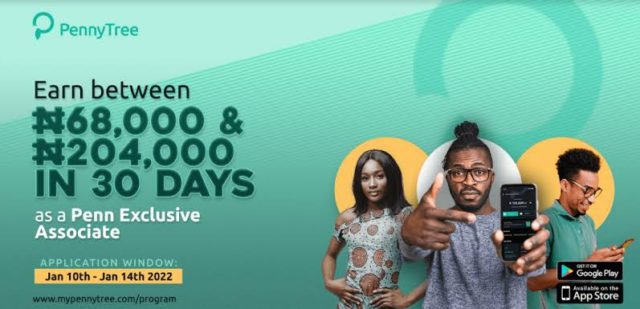 PennyTree
Earn between
₦68,000 &
₦204,000
IN 30 DAYS
as a Penn Exclusive
Associate
APPLICATION WINDOW:
Jan 10th - Jan 14th 2022
www.mypennytree.com/program
GET IT ON
Google Play
Available on the
App Store